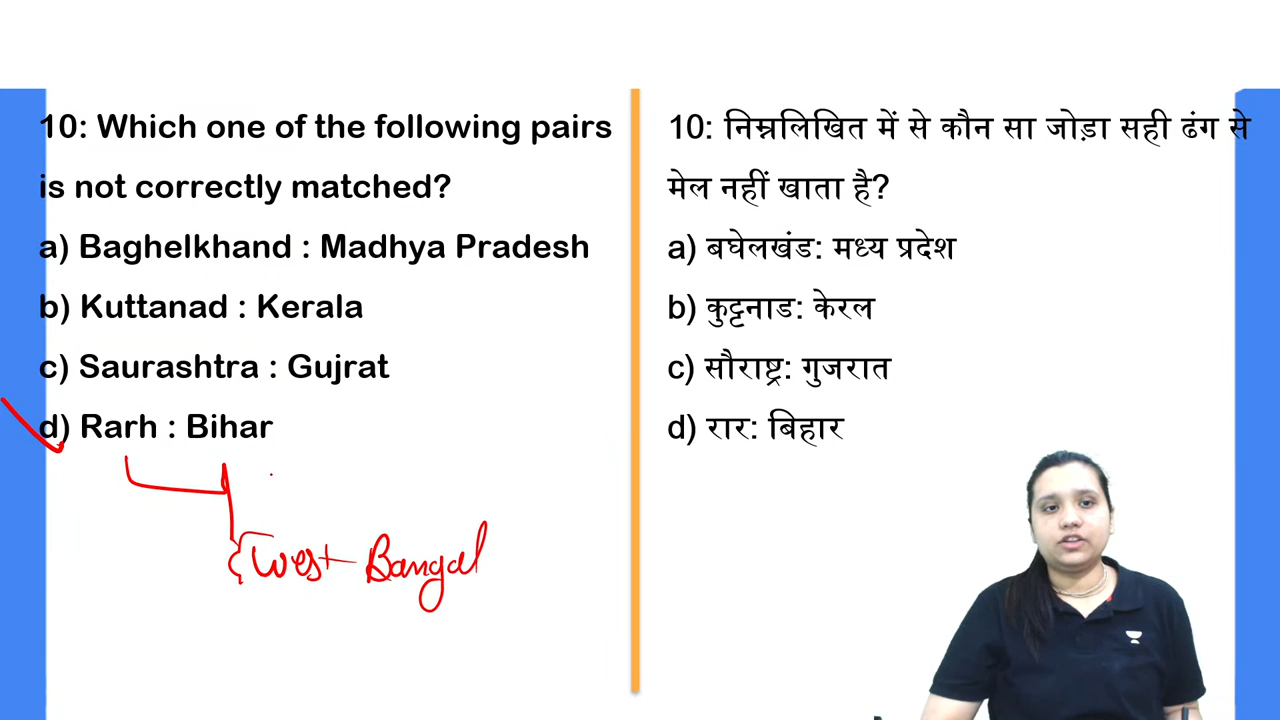 10: Which one of the following pairs
is not correctly matched?
a) Baghelkhand : Madhya Pradesh
b) Kuttanad : Kerala
c) Saurashtra : Gujrat
d) Rarh : Bihar
West Bangal
10: निम्नलिखित में से कौन सा जोड़ा सही ढंग से
मेल नहीं खाता है?
a) बघेलखंड: मध्य प्रदेश
b) कुट्टनाड: केरल
c) सौराष्ट्र: गुजरात
d) रार: बिहार